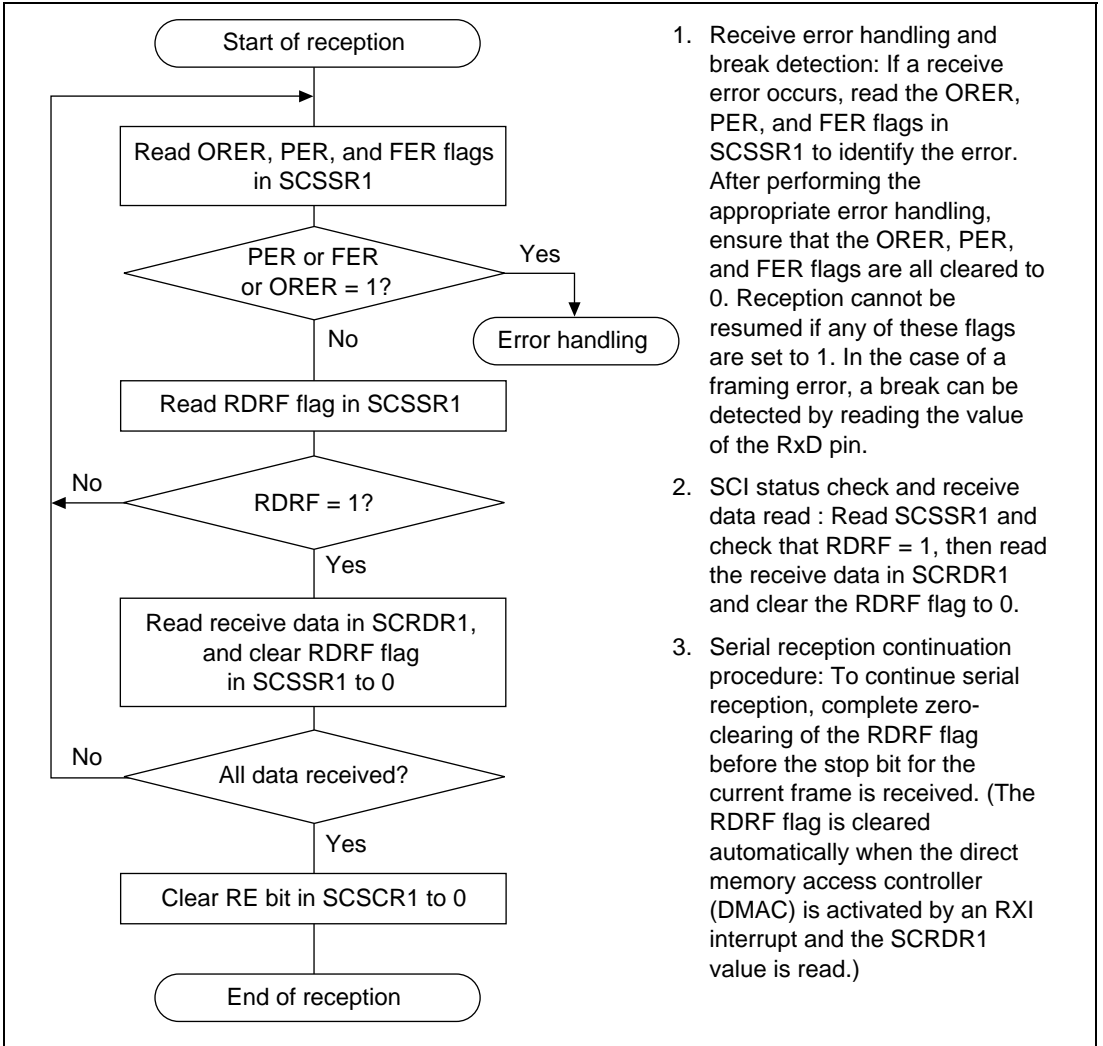 Start of reception
Read ORER, PER, and FER flags
in SCSSR1
PER or FER
or ORER = 1?
Yes
Error handling
No
Read RDRF flag in SCSSR1
No
RDRF = 1?
Yes
Read receive data in SCRDR1,
and clear RDRF flag
in SCSSR1 to 0
No
All data received?
Yes
Clear RE bit in SCSCR1 to 0
End of reception
1. Receive error handling and
break detection: If a receive
error occurs, read the ORER,
PER, and FER flags in
SCSSR1 to identify the error.
After performing the
appropriate error handling,
ensure that the ORER, PER,
and FER flags are all cleared to
0. Reception cannot be
resumed if any of these flags
are set to 1. In the case of a
framing error, a break can be
detected by reading the value
of the RxD pin.
2. SCI status check and receive
data read : Read SCSSR1 and
check that RDRF = 1, then read
the receive data in SCRDR1
and clear the RDRF flag to 0.
3. Serial reception continuation
procedure: To continue serial
reception, complete zero-
clearing of the RDRF flag
before the stop bit for the
current frame is received. (The
RDRF flag is cleared
automatically when the direct
memory access controller
(DMAC) is activated by an RXI
interrupt and the SCRDR1
value is read.)